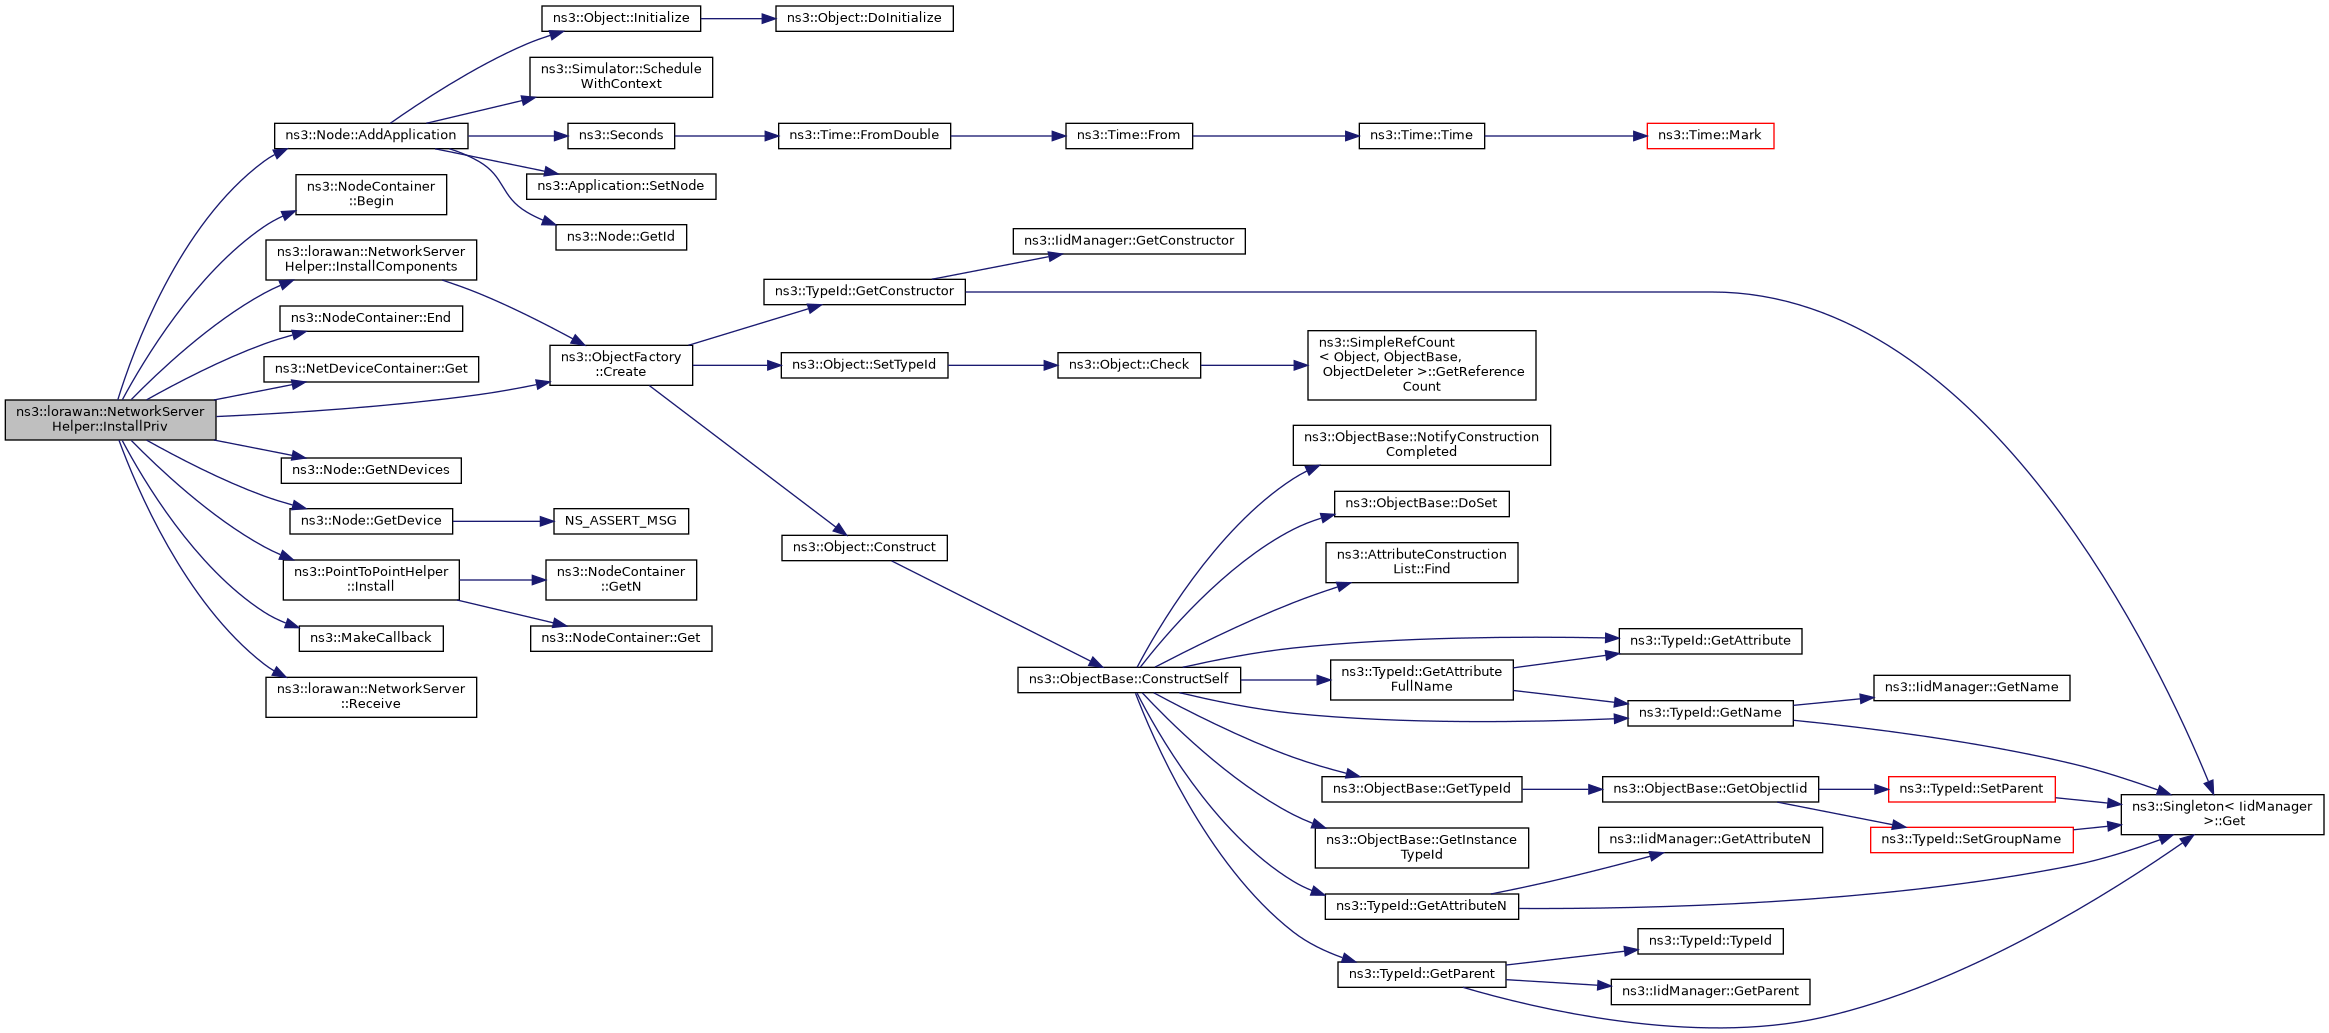 ns3::lorawan::NetworkServer
Helper::InstallPriv
ns3::Node::AddApplication
ns3::NodeContainer
::Begin
ns3::lorawan::NetworkServer
Helper::InstallComponents
ns3::NodeContainer::End
ns3::NetDeviceContainer::Get
ns3::Node::GetNDevices
ns3::Node::GetDevice
ns3::PointToPointHelper
::Install
ns3::MakeCallback
ns3::lorawan::NetworkServer
::Receive
ns3::Object::Initialize
ns3::Simulator::Schedule
WithContext
ns3::Seconds
ns3::Application::SetNode
ns3::Node::GetId
ns3::ObjectFactory
::Create
NS_ASSERT_MSG
ns3::NodeContainer
::GetN
ns3::NodeContainer::Get
ns3::Object::DoInitialize
ns3::Time::FromDouble
ns3::TypeId::GetConstructor
ns3::Object::SetTypeId
ns3::Object::Construct
ns3::Time::From
ns3::IidManager::GetConstructor
ns3::Object::Check
ns3::ObjectBase::ConstructSelf
ns3::Time::Time
ns3::SimpleRefCount
< Object, ObjectBase,
ObjectDeleter >::GetReference
Count
ns3::ObjectBase::NotifyConstruction
Completed
ns3::ObjectBase::DoSet
ns3::AttributeConstruction
List::Find
ns3::TypeId::GetAttribute
FullName
ns3::ObjectBase::GetTypeId
ns3::ObjectBase::GetInstance
TypeId
ns3::TypeId::GetAttributeN
ns3::TypeId::GetParent
ns3::Time::Mark
ns3::TypeId::GetAttribute
ns3::TypeId::GetName
ns3::ObjectBase::GetObjectIid
ns3::IidManager::GetAttributeN
ns3::TypeId::TypeId
ns3::IidManager::GetParent
ns3::IidManager::GetName
ns3::TypeId::SetParent
ns3::TypeId::SetGroupName
ns3::Singleton< IidManager
>::Get